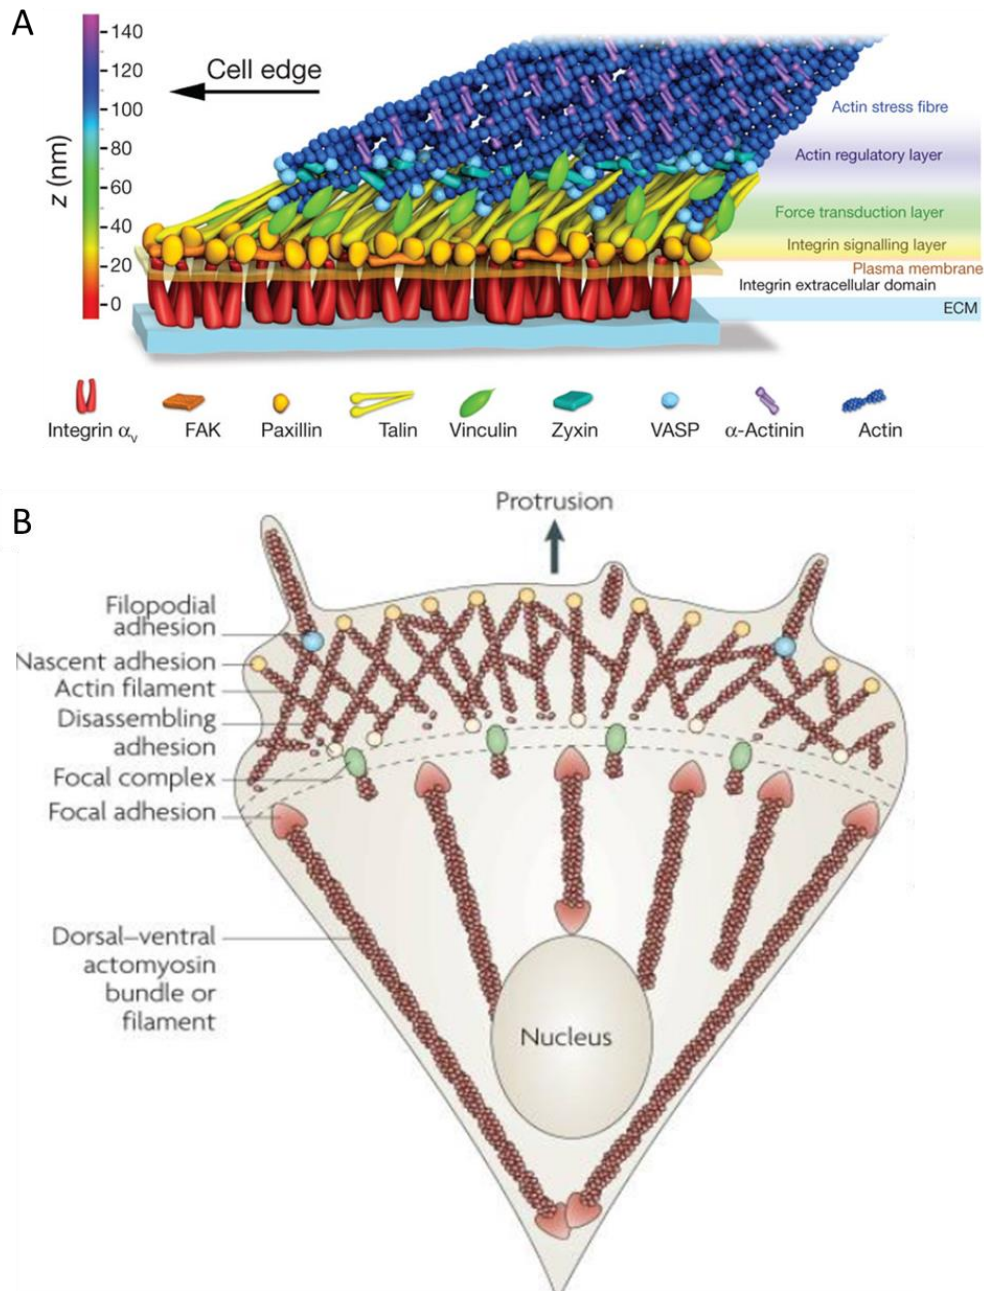 A
140
120
100
80
60
40
20
0
z (nm)
Cell edge
Actin stress fibre
Actin regulatory layer
Force transduction layer
Integrin signalling layer
Plasma membrane
Integrin extracellular domain
ECM
Integrin αv
FAK
Paxillin
Talin
Vinculin
Zyxin
VASP
α-Actinin
Actin
B
Protrusion
Filopodial
adhesion
Nascent adhesion
Actin filament
Disassembling
adhesion
Focal complex
Focal adhesion
Dorsal–ventral
actomyosin
bundle or
filament
Nucleus